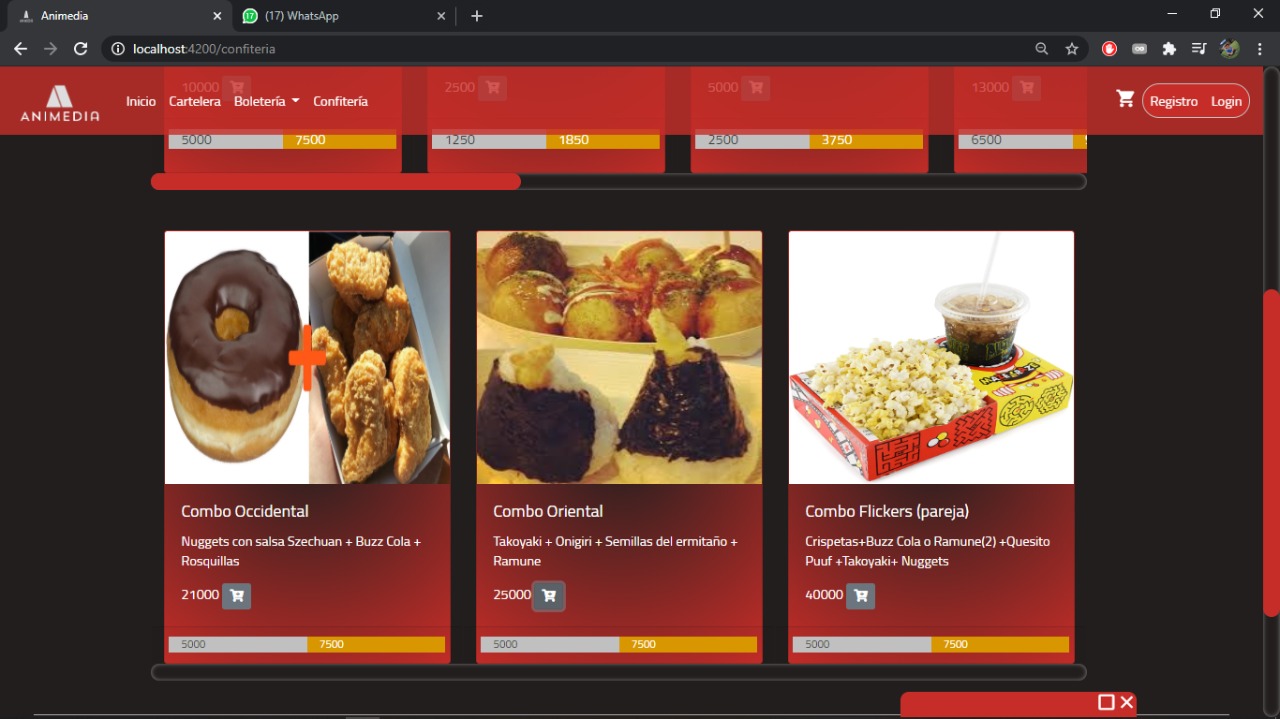 Animedia
(17) WhatsApp
localhost:4200/confiteria
ANIMEDIA
Inicio
Cartelera
Boletería
Confitería
Registro
Login
10000
2500
5000
13000
5000 7500
1250 1850
2500 3750
6500
Combo Occidental
Nuggets con salsa Szechuan + Buzz Cola +
Rosquillas
21000
5000 7500
Combo Oriental
Takoyaki + Onigiri + Semillas del ermitaño +
Ramune
25000
5000 7500
Combo Flickers (pareja)
Crispetas+Buzz Cola o Ramune(2) +Quesito
Puuf +Takoyaki+ Nuggets
40000
5000 7500